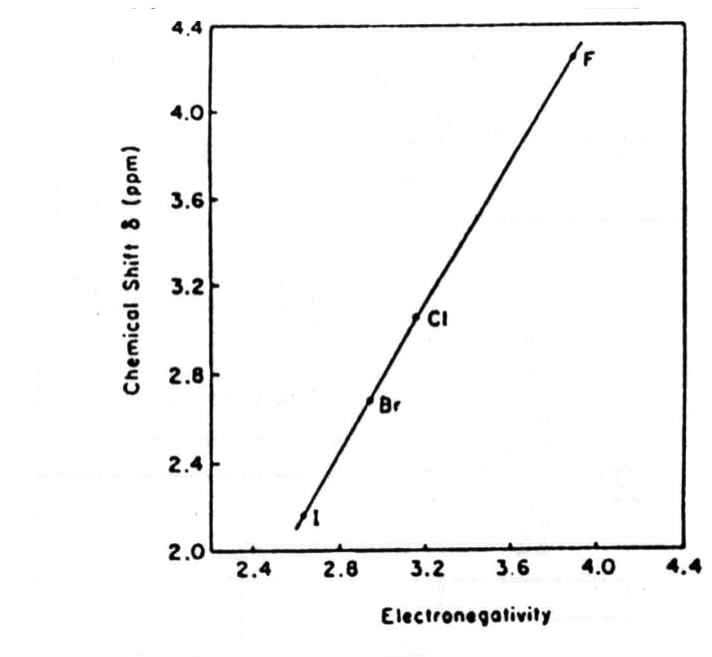 4.4
F
4.0
3.6
3.2
Cl
2.8
Br
2.4
I
2.0
2.4 2.8 3.2 3.6 4.0 4.4
Chemical Shift δ (ppm)
Electronegativity